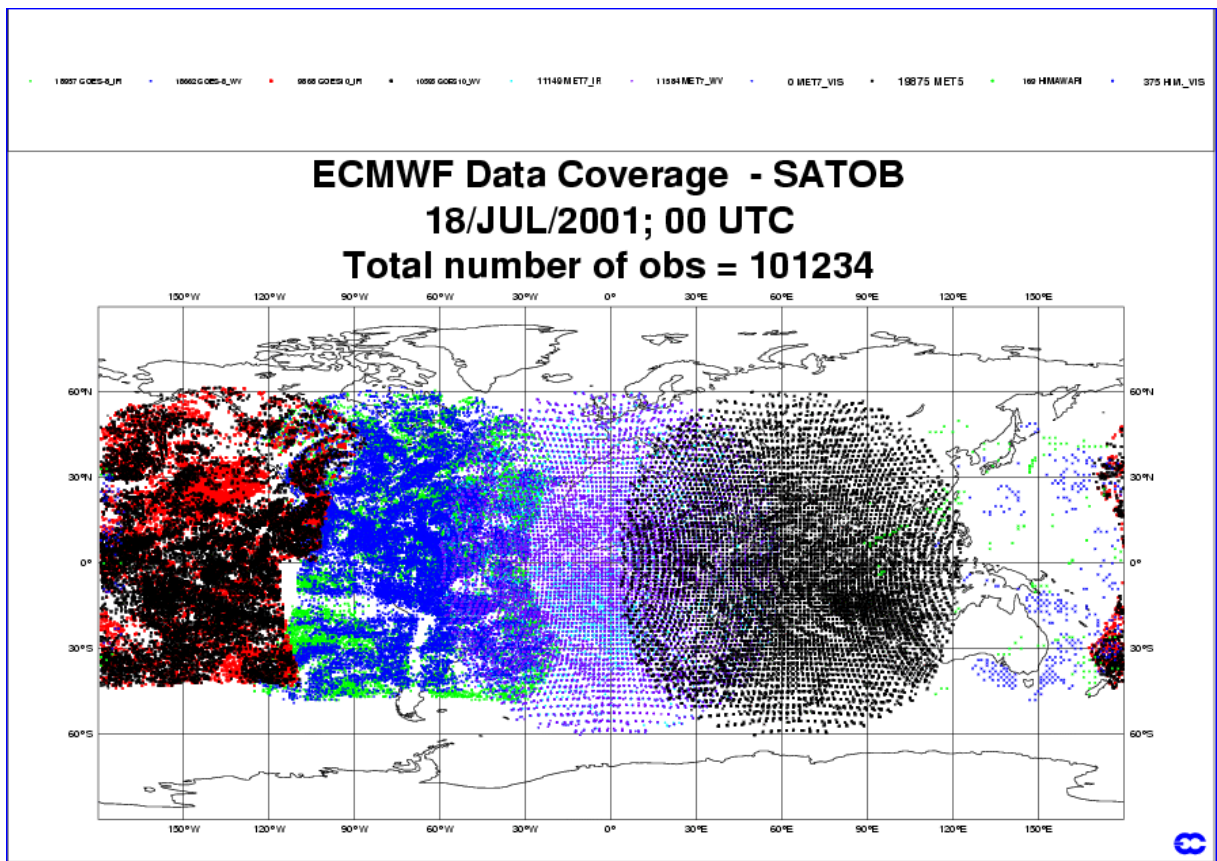 18957 GOES-8_IR 18662 GOES-8_WV 9868 GOES10_IR 10595 GOES10_WV 11149 MET7_IR 11584 MET7_WV 0 MET7_VIS 19875 MET5 169 HIMAWARI 375 HIM._VIS
ECMWF Data Coverage - SATOB
18/JUL/2001; 00 UTC
Total number of obs = 101234
150°W 120°W 90°W 60°W 30°W 0° 30°E 60°E 90°E 120°E 150°E
60°N 60°N
30°N 30°N
0° 0°
30°S 30°S
60°S 60°S
150°W 120°W 90°W 60°W 30°W 0° 30°E 60°E 90°E 120°E 150°E